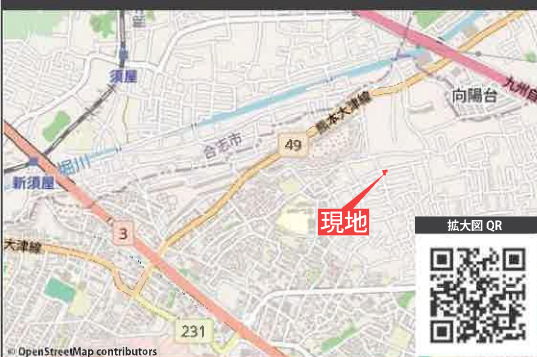 須屋
向陽台
九州自
熊本大津線
合志市
49
堀川
新須屋
現地
3
大津線
拡大図 QR
231
© OpenStreetMap contributors